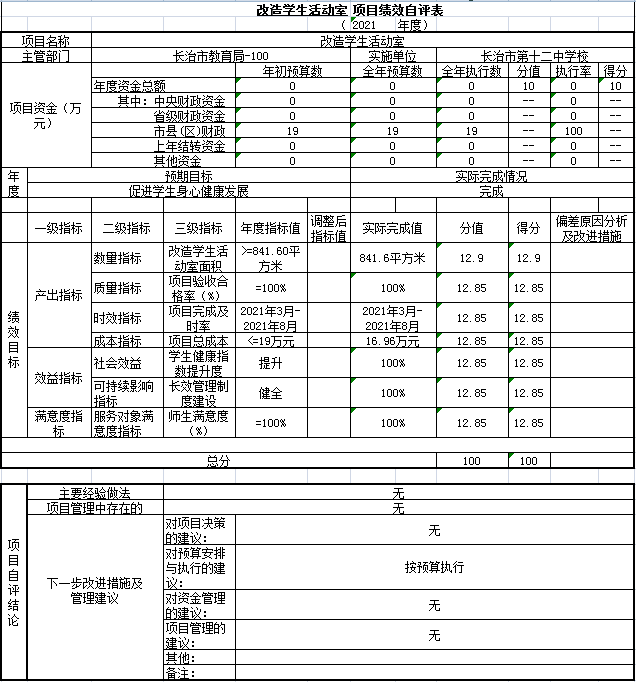 改造学生活动室 项目绩效自评表
（ 2021 年度）
项目名称 改造学生活动室
主管部门 长治市教育局-100 实施单位 长治市第十二中学校
项目资金（万元） 年初预算数 全年预算数 全年执行数 分值 执行率 得分
年度资金总额 0 0 0 10 0 10
其中：中央财政资金 0 0 0 -- 0 --
省级财政资金 0 0 0 -- 0 --
市县(区)财政 19 19 19 -- 100 --
上年结转资金 0 0 0 -- 0 --
其他资金 0 0 0 -- 0 --
年度 预期目标 实际完成情况
促进学生身心健康发展 完成
绩效目标
一级指标 二级指标 三级指标 年度指标值 调整后指标值 实际完成值 分值 得分 偏差原因分析及改进措施
产出指标 数量指标 改造学生活动室面积 >=841.60平方米 841.6平方米 12.9 12.9
质量指标 项目验收合格率（%） =100% 100% 12.85 12.85
时效指标 项目完成及时率 2021年3月-2021年8月 2021年3月-2021年8月 12.85 12.85
成本指标 项目总成本 <=19万元 16.96万元 12.85 12.85
效益指标 社会效益 学生健康指数提升度 提升 100% 12.85 12.85
可持续影响指标 长效管理制度建设 健全 100% 12.85 12.85
满意度指标 服务对象满意度指标 师生满意度（%） =100% 100% 12.85 12.85
总分 100 100
项目自评结论
主要经验做法 无
项目管理中存在的 无
下一步改进措施及管理建议
对项目决策的建议： 无
对预算安排与执行的建议： 按预算执行
对资金管理的建议： 无
项目管理的建议： 无
其他：
备注：